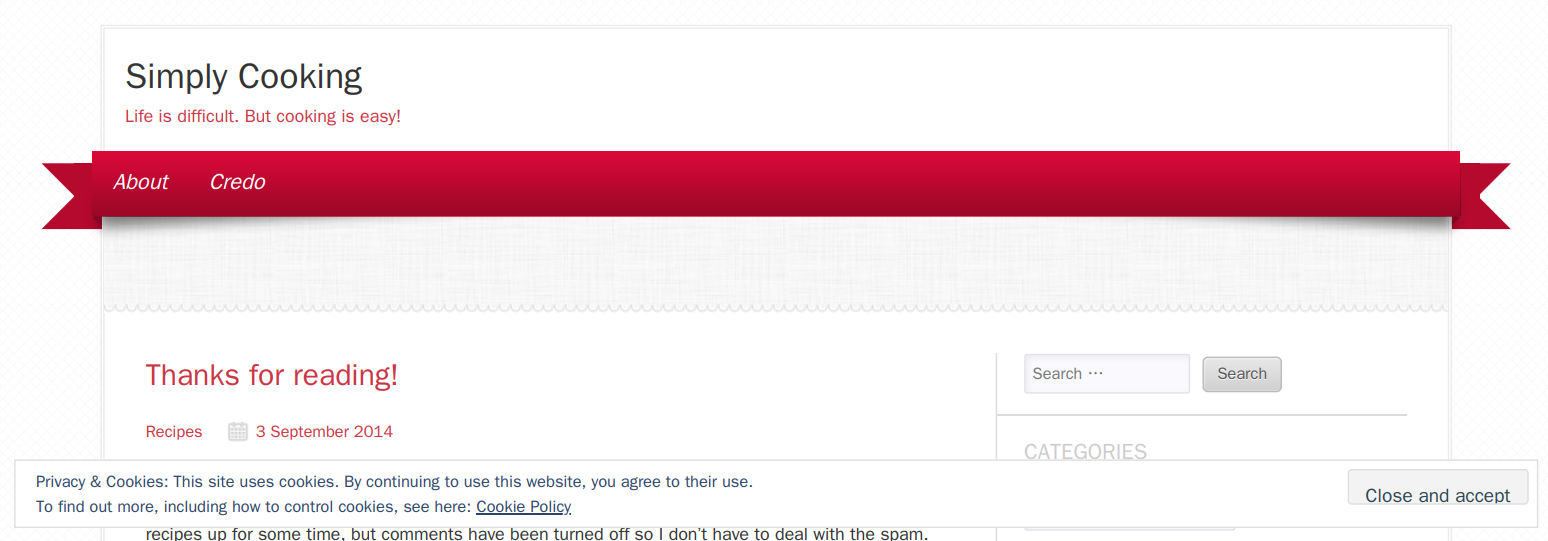 Simply Cooking
Life is difficult. But cooking is easy!
About Credo
Thanks for reading!
Search …
Search
Recipes 3 September 2014
CATEGORIES
Privacy & Cookies: This site uses cookies. By continuing to use this website, you agree to their use.
To find out more, including how to control cookies, see here: Cookie Policy
Close and accept
recipes up for some time, but comments have been turned off so I don't have to deal with the spam.